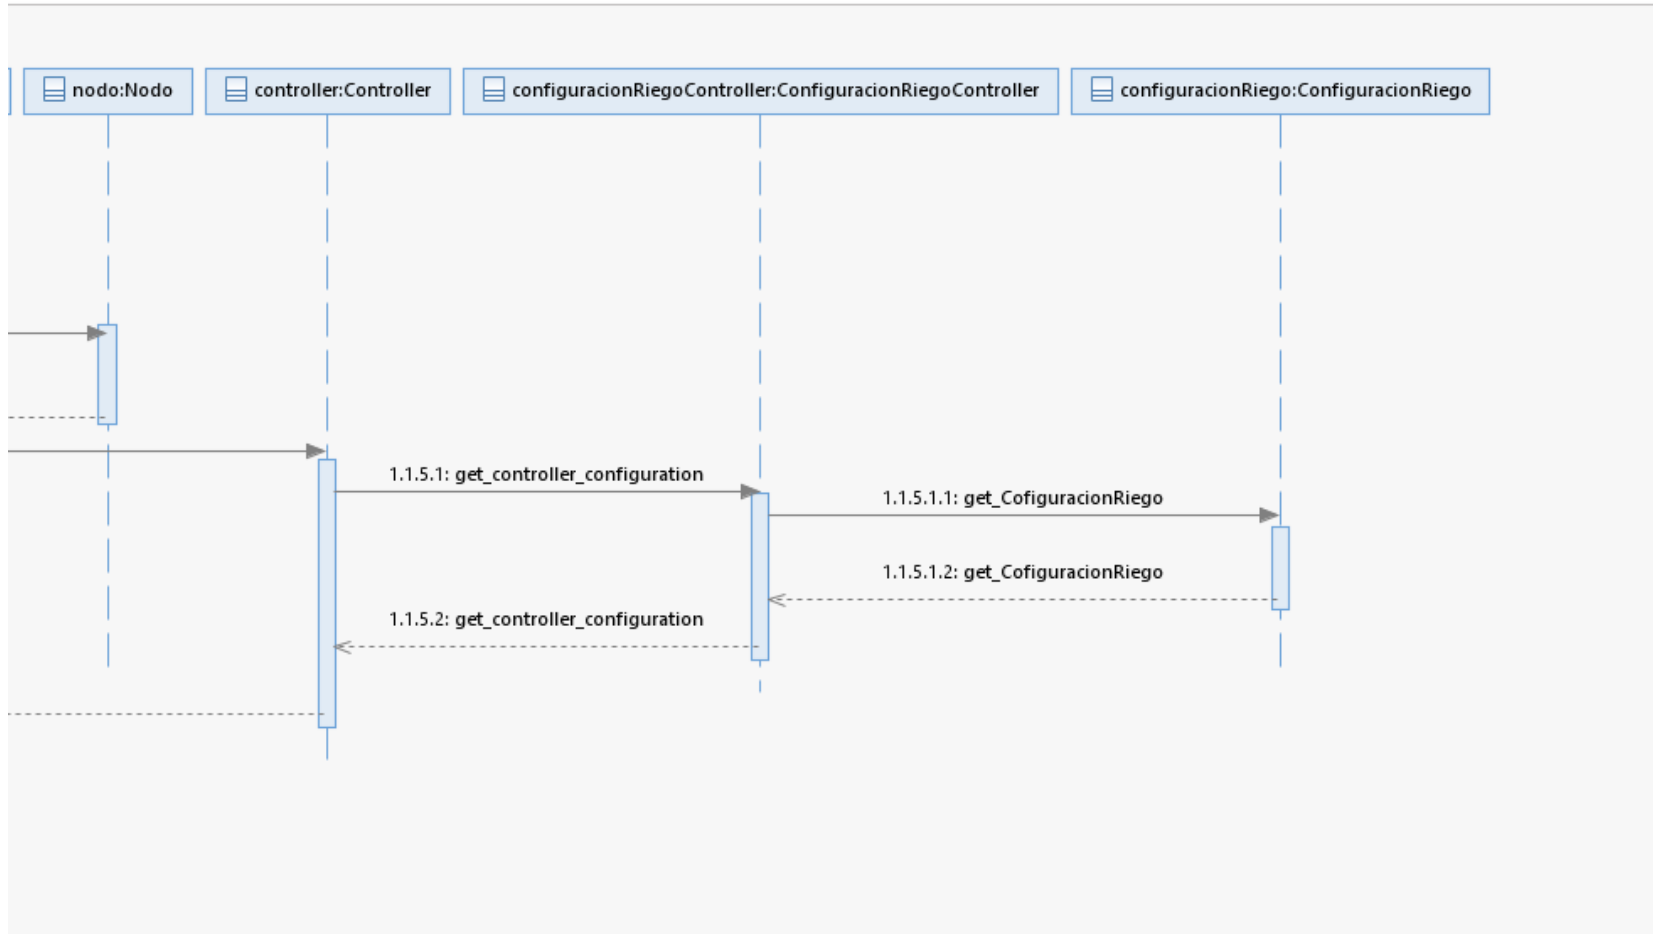 nodo:Nodo
controller:Controller
configuracionRiegoController:ConfiguracionRiegoController
configuracionRiego:ConfiguracionRiego
1.1.5.1: get_controller_configuration
1.1.5.1.1: get_CofiguracionRiego
1.1.5.1.2: get_CofiguracionRiego
1.1.5.2: get_controller_configuration